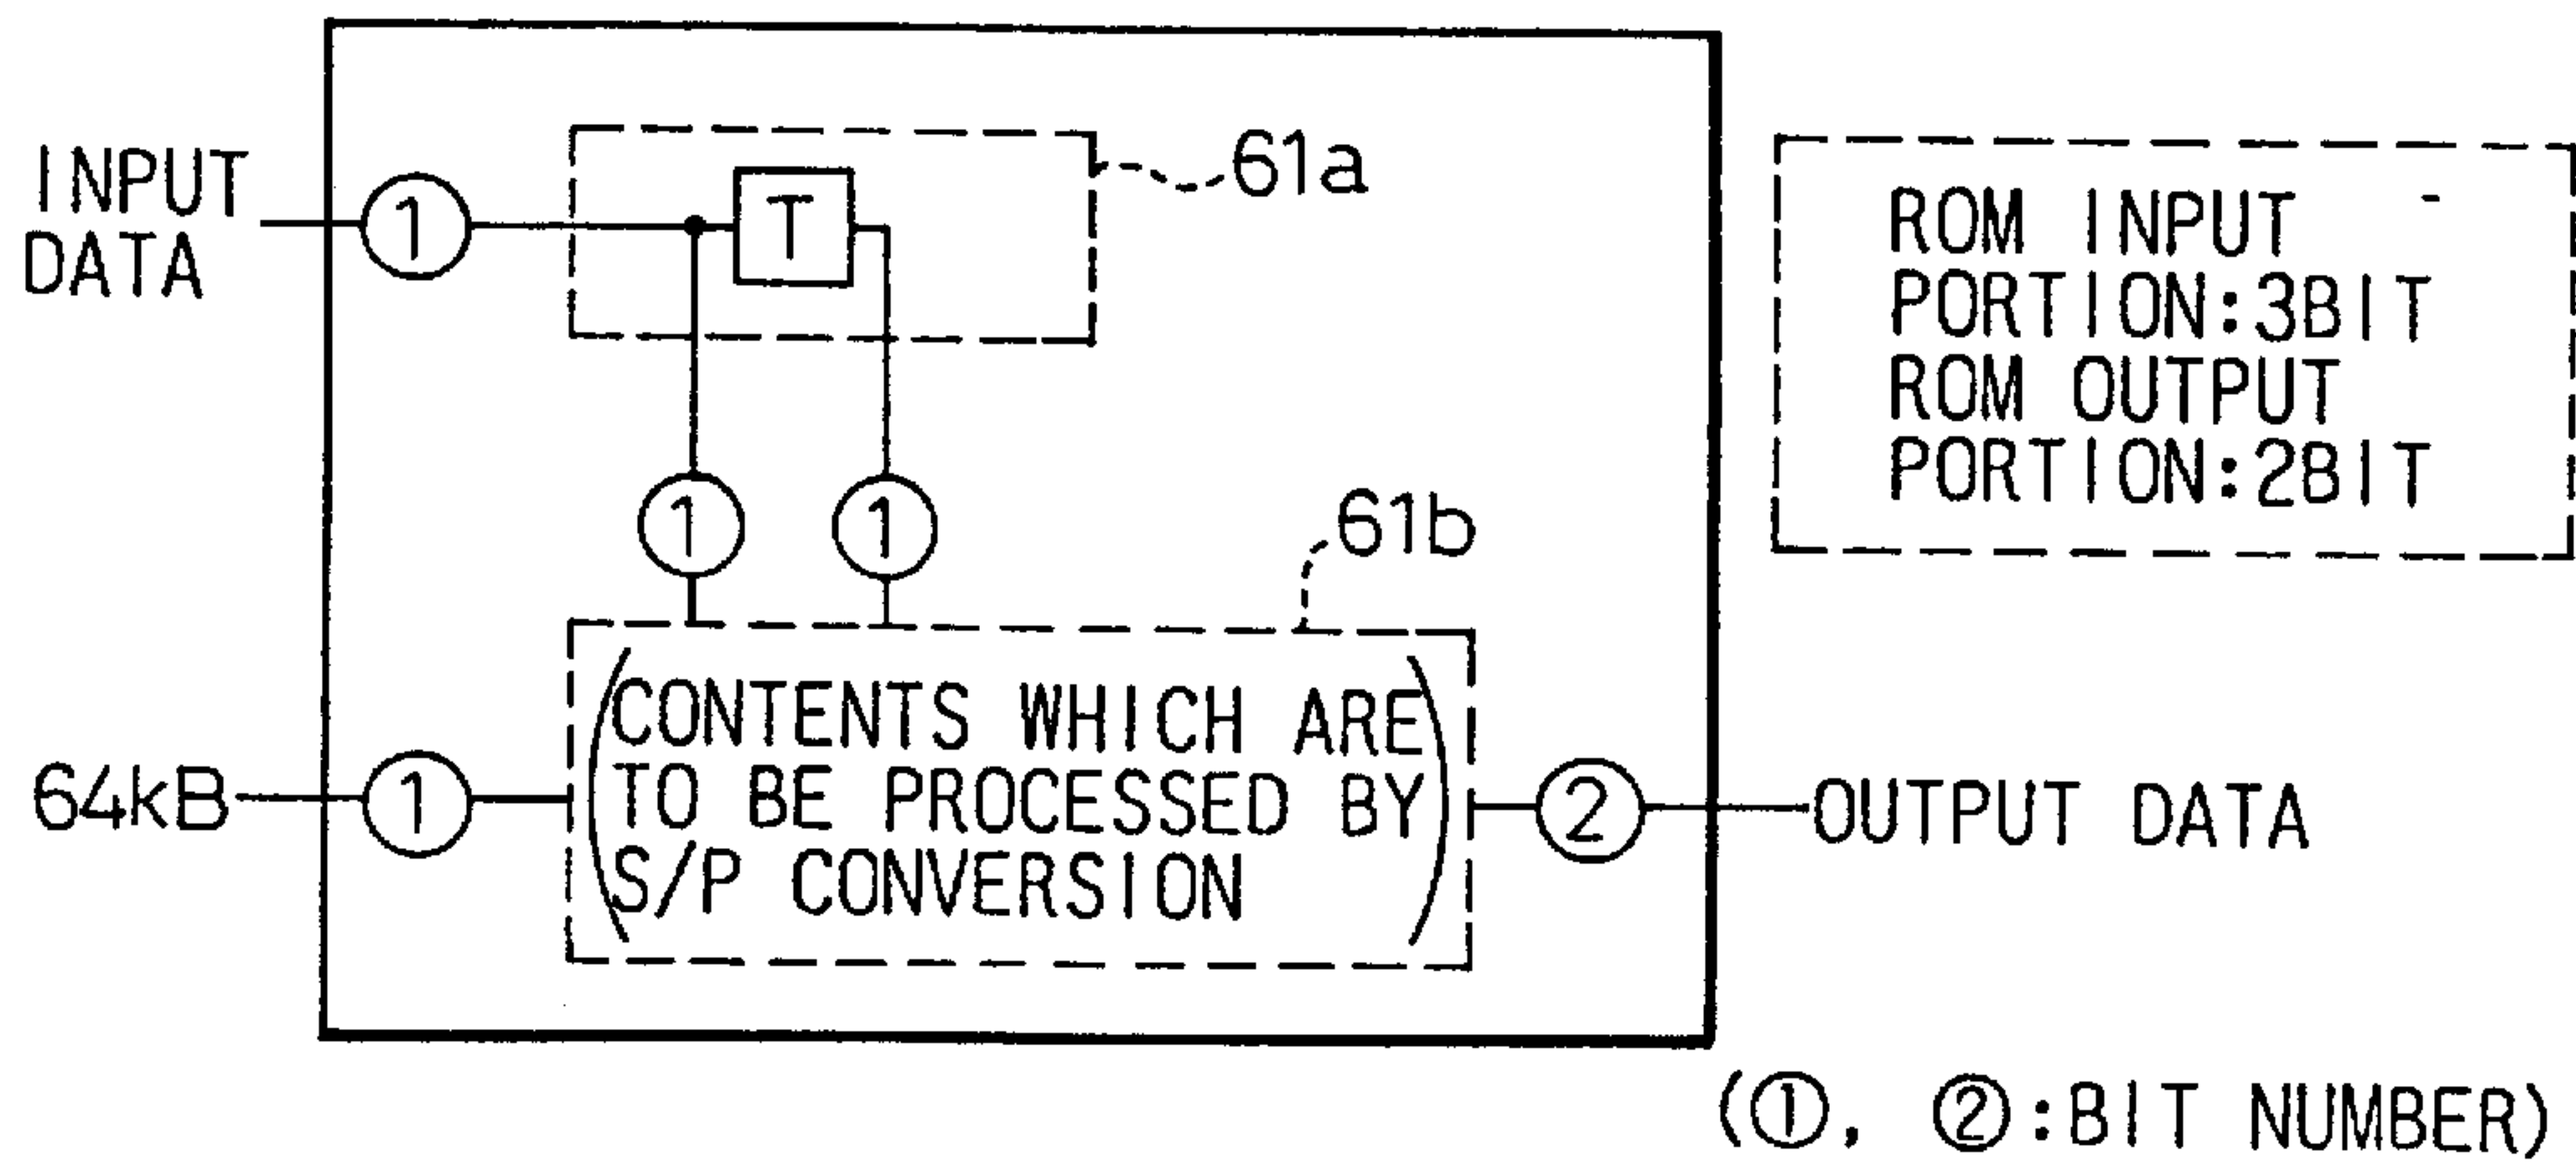 INPUT
DATA
①
T
61a
ROM INPUT
PORTION:3BIT
ROM OUTPUT
PORTION:2BIT
①
①
61b
64kB
①
(CONTENTS WHICH ARE
TO BE PROCESSED BY
S/P CONVERSION)
②
OUTPUT DATA
(①, ②:BIT NUMBER)